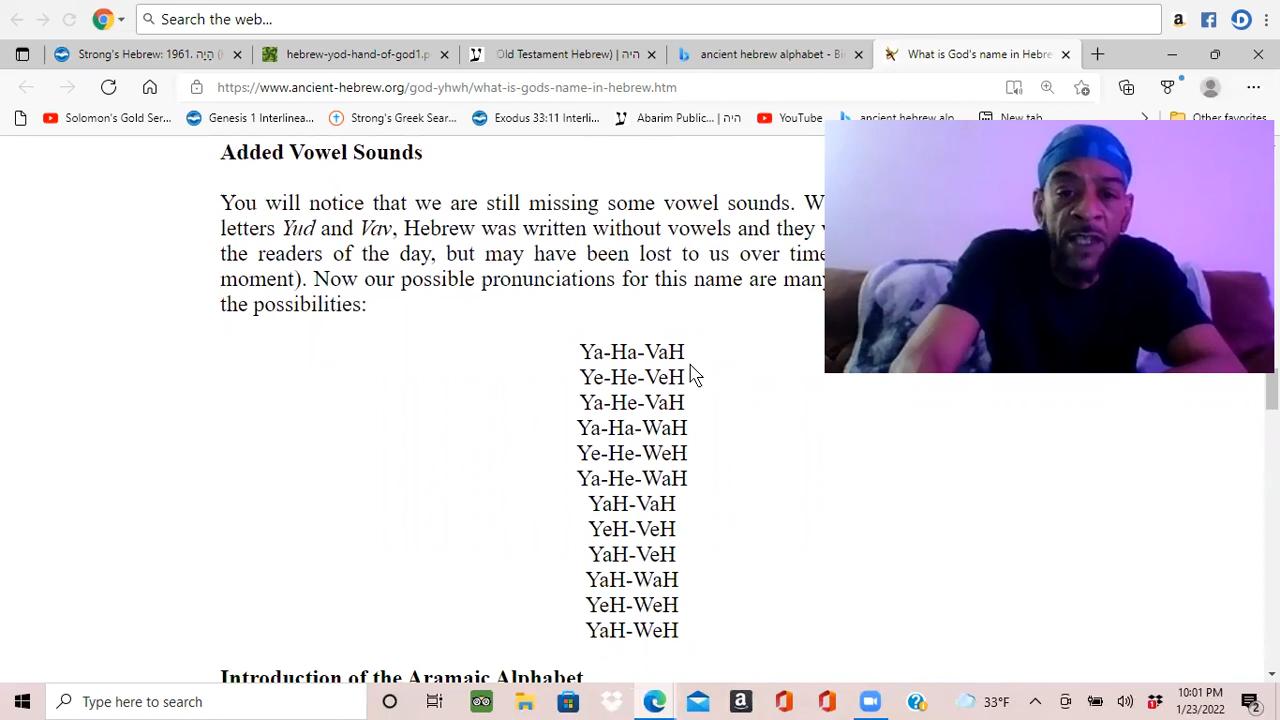 Search the web...
Strong's Hebrew: 1961. הָיָה (
hebrew-yod-hand-of-god1.p
Old Testament Hebrew) | היה
ancient hebrew alphabet - Bi
What is God's name in Hebre
https://www.ancient-hebrew.org/god-yhwh/what-is-gods-name-in-hebrew.htm
Solomon's Gold Ser...
Genesis 1 Interlinea...
Strong's Greek Sear...
Exodus 33:11 Interli...
Abarim Public... | היה
YouTube
ancient hebrew alp...
New tab
Other favorites
Added Vowel Sounds
You will notice that we are still missing some vowel sounds. W
letters Yud and Vav, Hebrew was written without vowels and they
the readers of the day, but may have been lost to us over time
moment). Now our possible pronunciations for this name are many
the possibilities:
Ya-Ha-VaH
Ye-He-VeH
Ya-He-VaH
Ya-Ha-WaH
Ye-He-WeH
Ya-He-WaH
YaH-VaH
YeH-VeH
YaH-VeH
YaH-WaH
YeH-WeH
YaH-WeH
Introduction of the Aramaic Alphabet
Type here to search
33°F
10:01 PM
1/23/2022
2